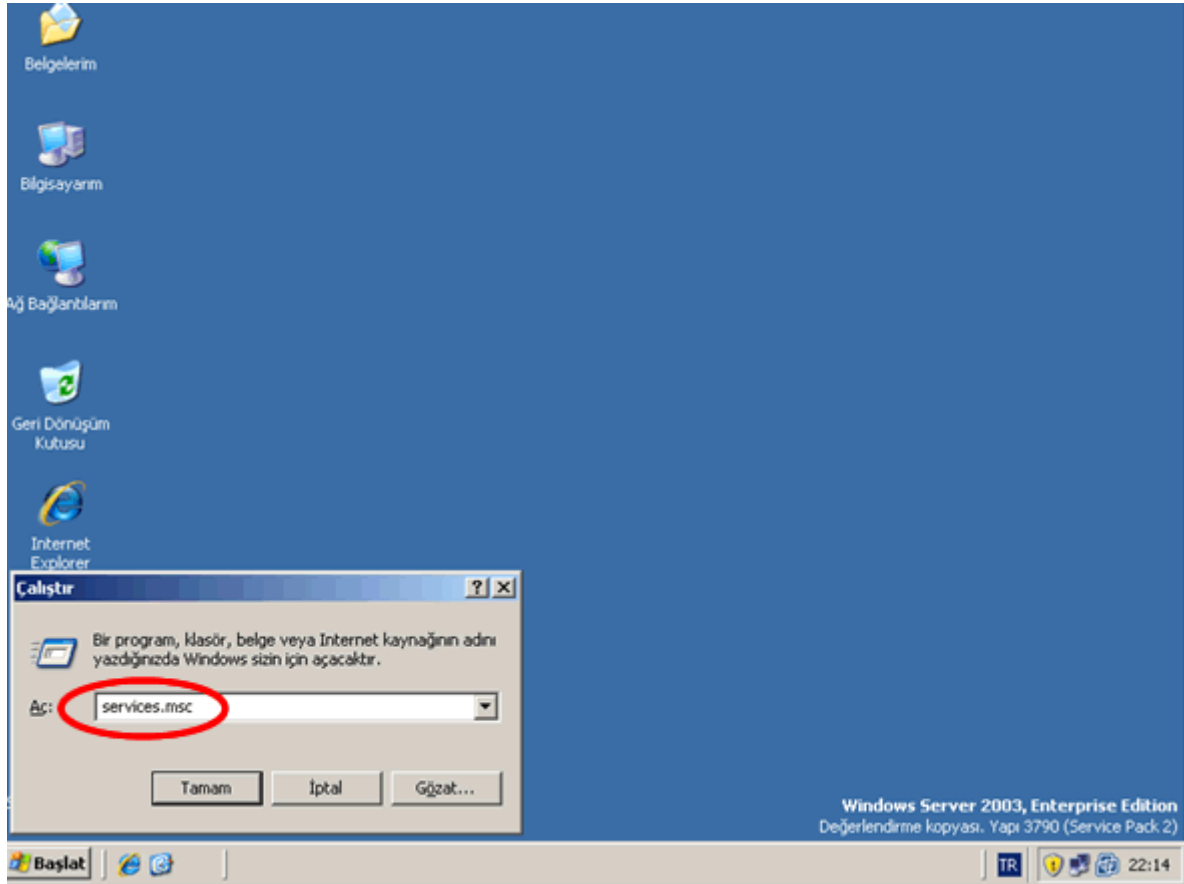 Belgelerim
Bilgisayarım
Ağ Bağlantılarım
Geri Dönüşüm
Kutusu
Internet
Explorer
Çalıştır
Bir program, klasör, belge veya Internet kaynağının adını
yazdığınızda Windows sizin için açacaktır.
Aç: services.msc
Tamam İptal Gözat...
Windows Server 2003, Enterprise Edition
Değerlendirme kopyası. Yapı 3790 (Service Pack 2)
Başlat TR 22:14